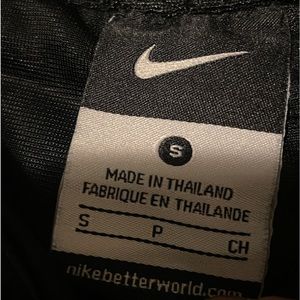 S
MADE IN THAILAND
FABRIQUE EN THAILANDE
S P CH
nikebetterworld.com